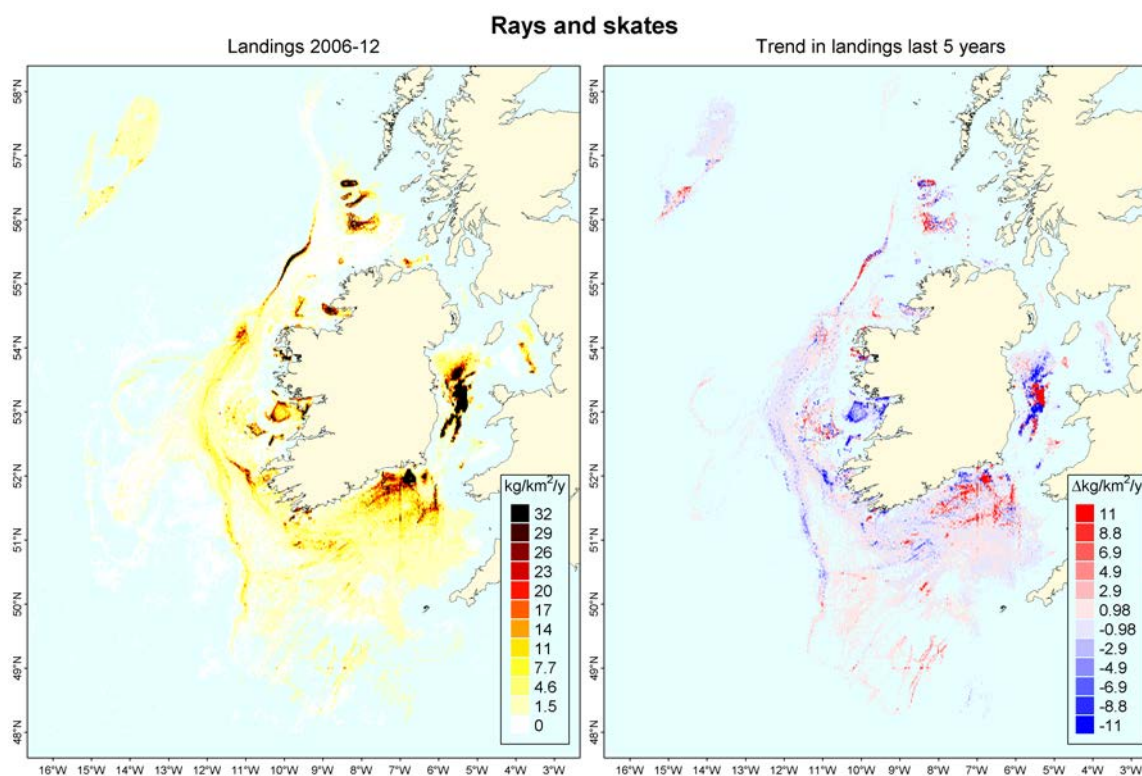 Rays and skates
Landings 2006-12
Trend in landings last 5 years
58°N
57°N
56°N
55°N
54°N
53°N
52°N
51°N
50°N
49°N
48°N
kg/km²/y
32
29
26
23
20
17
14
11
7.7
4.6
1.5
0
16°W 15°W 14°W 13°W 12°W 11°W 10°W 9°W 8°W 7°W 6°W 5°W 4°W 3°W
58°N
57°N
56°N
55°N
54°N
53°N
52°N
51°N
50°N
49°N
48°N
Δkg/km²/y
11
8.8
6.9
4.9
2.9
0.98
-0.98
-2.9
-4.9
-6.9
-8.8
-11
16°W 15°W 14°W 13°W 12°W 11°W 10°W 9°W 8°W 7°W 6°W 5°W 4°W 3°W